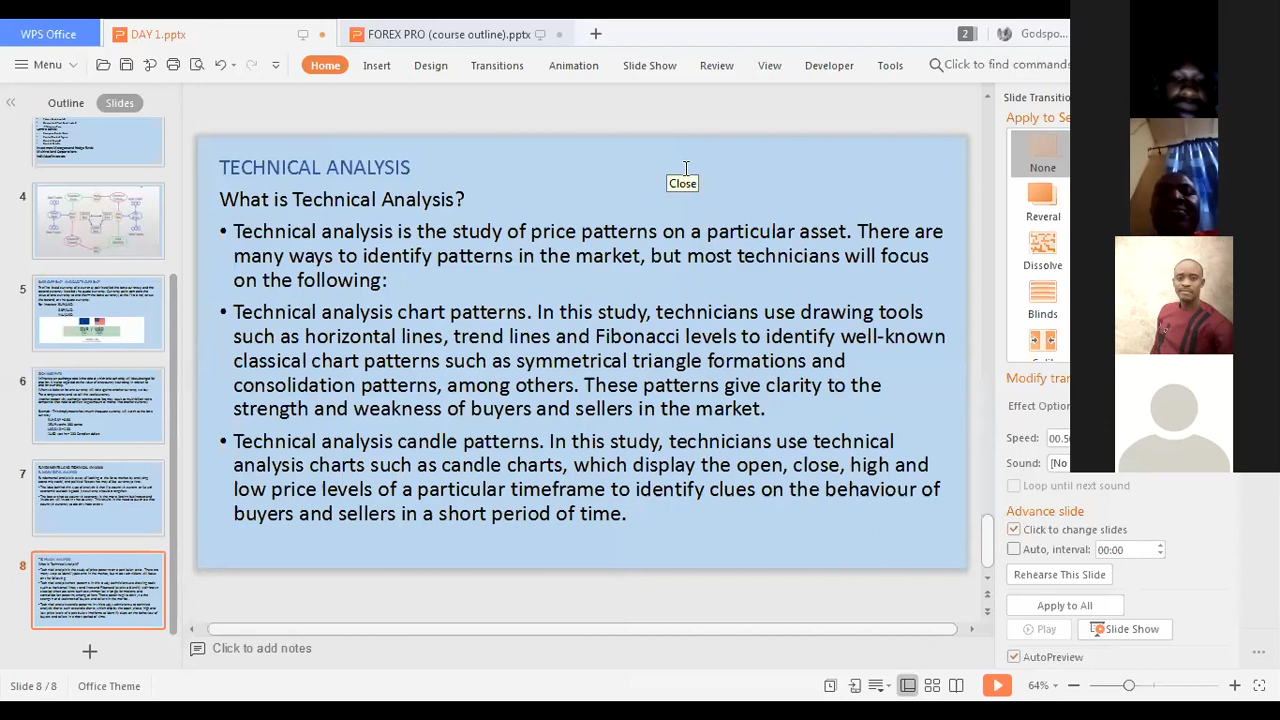 WPS Office
DAY 1.pptx
FOREX PRO (course outline).pptx
2
Godspo...
Menu
Home
Insert
Design
Transitions
Animation
Slide Show
Review
View
Developer
Tools
Click to find commands
Outline
Slides
4
5
6
7
8
TECHNICAL ANALYSIS
Close
What is Technical Analysis?
• Technical analysis is the study of price patterns on a particular asset. There are
many ways to identify patterns in the market, but most technicians will focus
on the following:
• Technical analysis chart patterns. In this study, technicians use drawing tools
such as horizontal lines, trend lines and Fibonacci levels to identify well-known
classical chart patterns such as symmetrical triangle formations and
consolidation patterns, among others. These patterns give clarity to the
strength and weakness of buyers and sellers in the market.
• Technical analysis candle patterns. In this study, technicians use technical
analysis charts such as candle charts, which display the open, close, high and
low price levels of a particular timeframe to identify clues on the behaviour of
buyers and sellers in a short period of time.
Click to add notes
Slide Transition
Apply to Se
None
Reveral
Dissolve
Blinds
Modify tran
Effect Option
Speed:
00.50
Sound:
[No
Loop until next sound
Advance slide
Click to change slides
Auto, interval:
00:00
Rehearse This Slide
Apply to All
Play
Slide Show
AutoPreview
Slide 8 / 8
Office Theme
64%